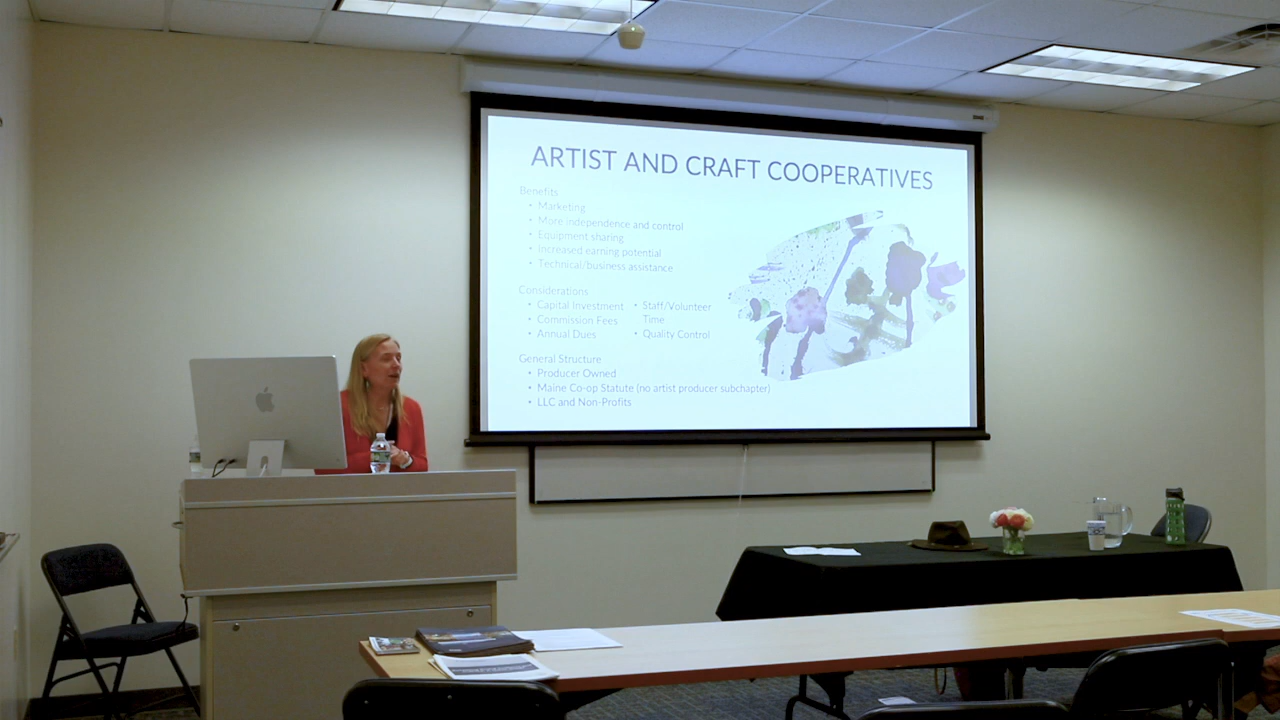 ARTIST AND CRAFT COOPERATIVES
Benefits
• Marketing
• More independence and control
• Equipment sharing
• Increased earning potential
• Technical/business assistance
Considerations
• Capital Investment
• Commission Fees
• Annual Dues
• Staff/Volunteer
Time
• Quality Control
General Structure
• Producer Owned
• Maine Co-op Statute (no artist producer subchapter)
• LLC and Non-Profits